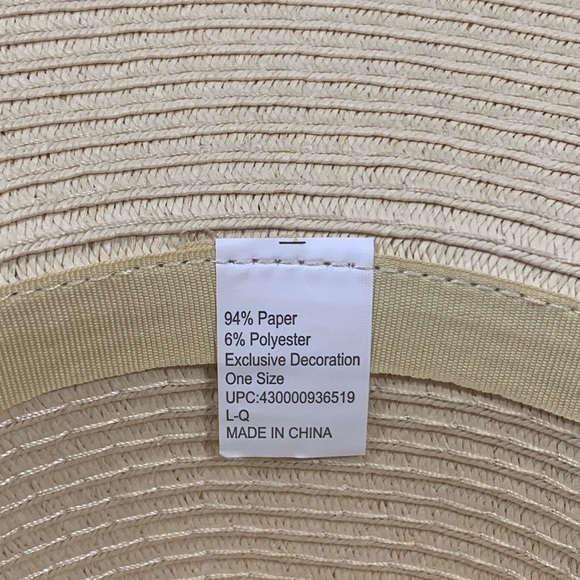 94% Paper
6% Polyester
Exclusive Decoration
One Size
UPC:430000936519
L-Q
MADE IN CHINA